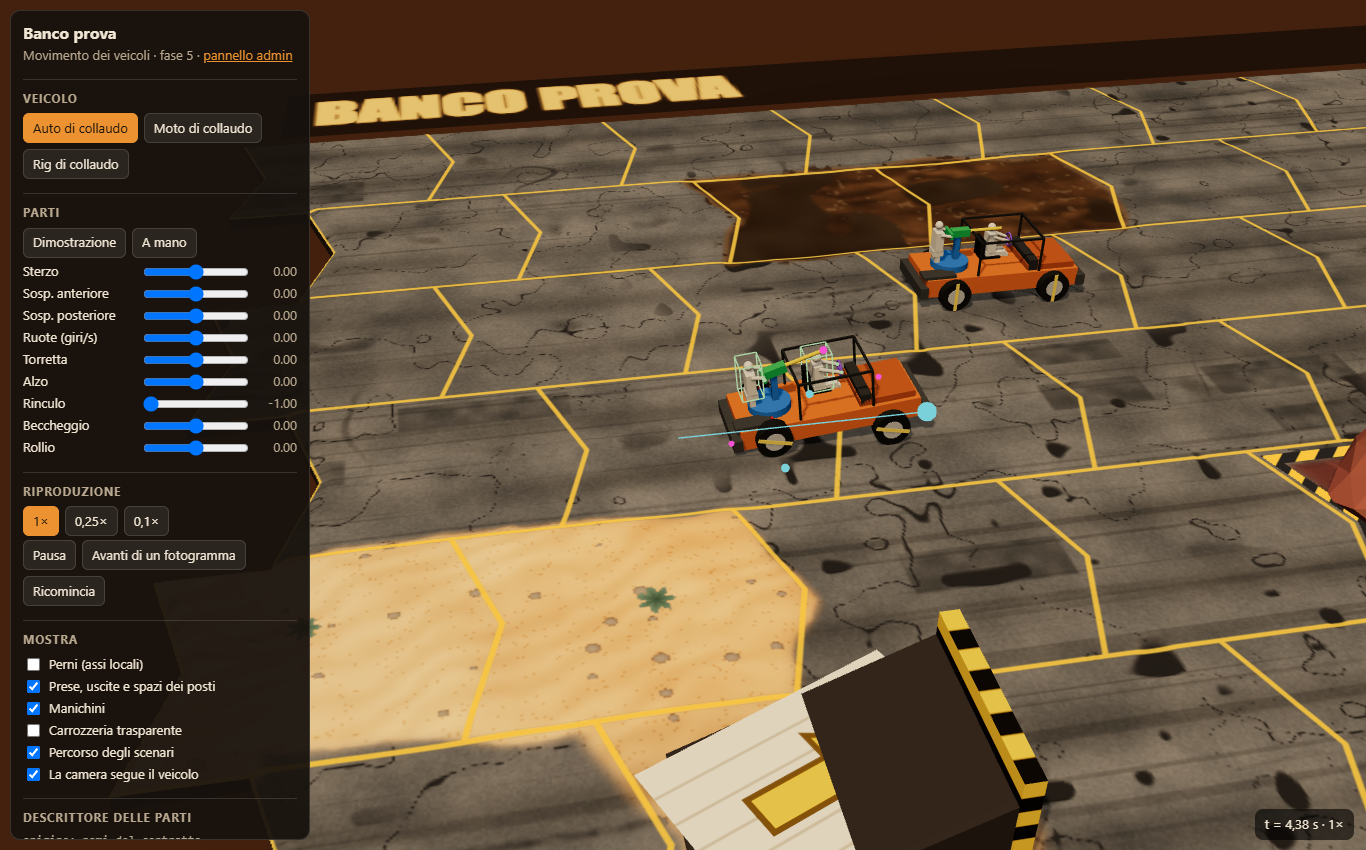 Banco prova
Movimento dei veicoli · fase 5 · pannello admin
VEICOLO
Auto di collaudo
Moto di collaudo
Rig di collaudo
PARTI
Dimostrazione
A mano
Sterzo 0.00
Sosp. anteriore 0.00
Sosp. posteriore 0.00
Ruote (giri/s) 0.00
Torretta 0.00
Alzo 0.00
Rinculo -1.00
Beccheggio 0.00
Rollio 0.00
RIPRODUZIONE
1×
0,25×
0,1×
Pausa
Avanti di un fotogramma
Ricomincia
MOSTRA
Perni (assi locali)
Prese, uscite e spazi dei posti
Manichini
Carrozzeria trasparente
Percorso degli scenari
La camera segue il veicolo
DESCRITTORE DELLE PARTI
BANCO PROVA
t = 4,38 s · 1×